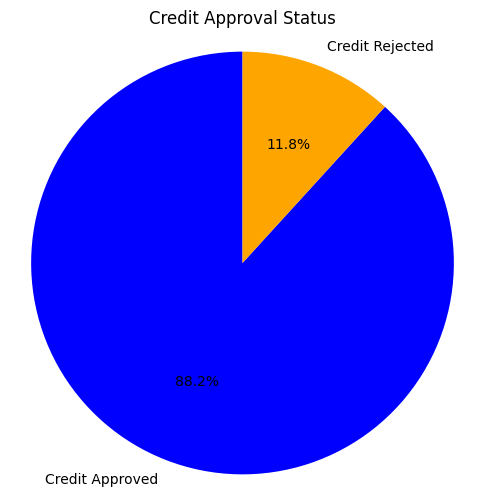 Credit Approval Status
Credit Rejected
11.8%
88.2%
Credit Approved